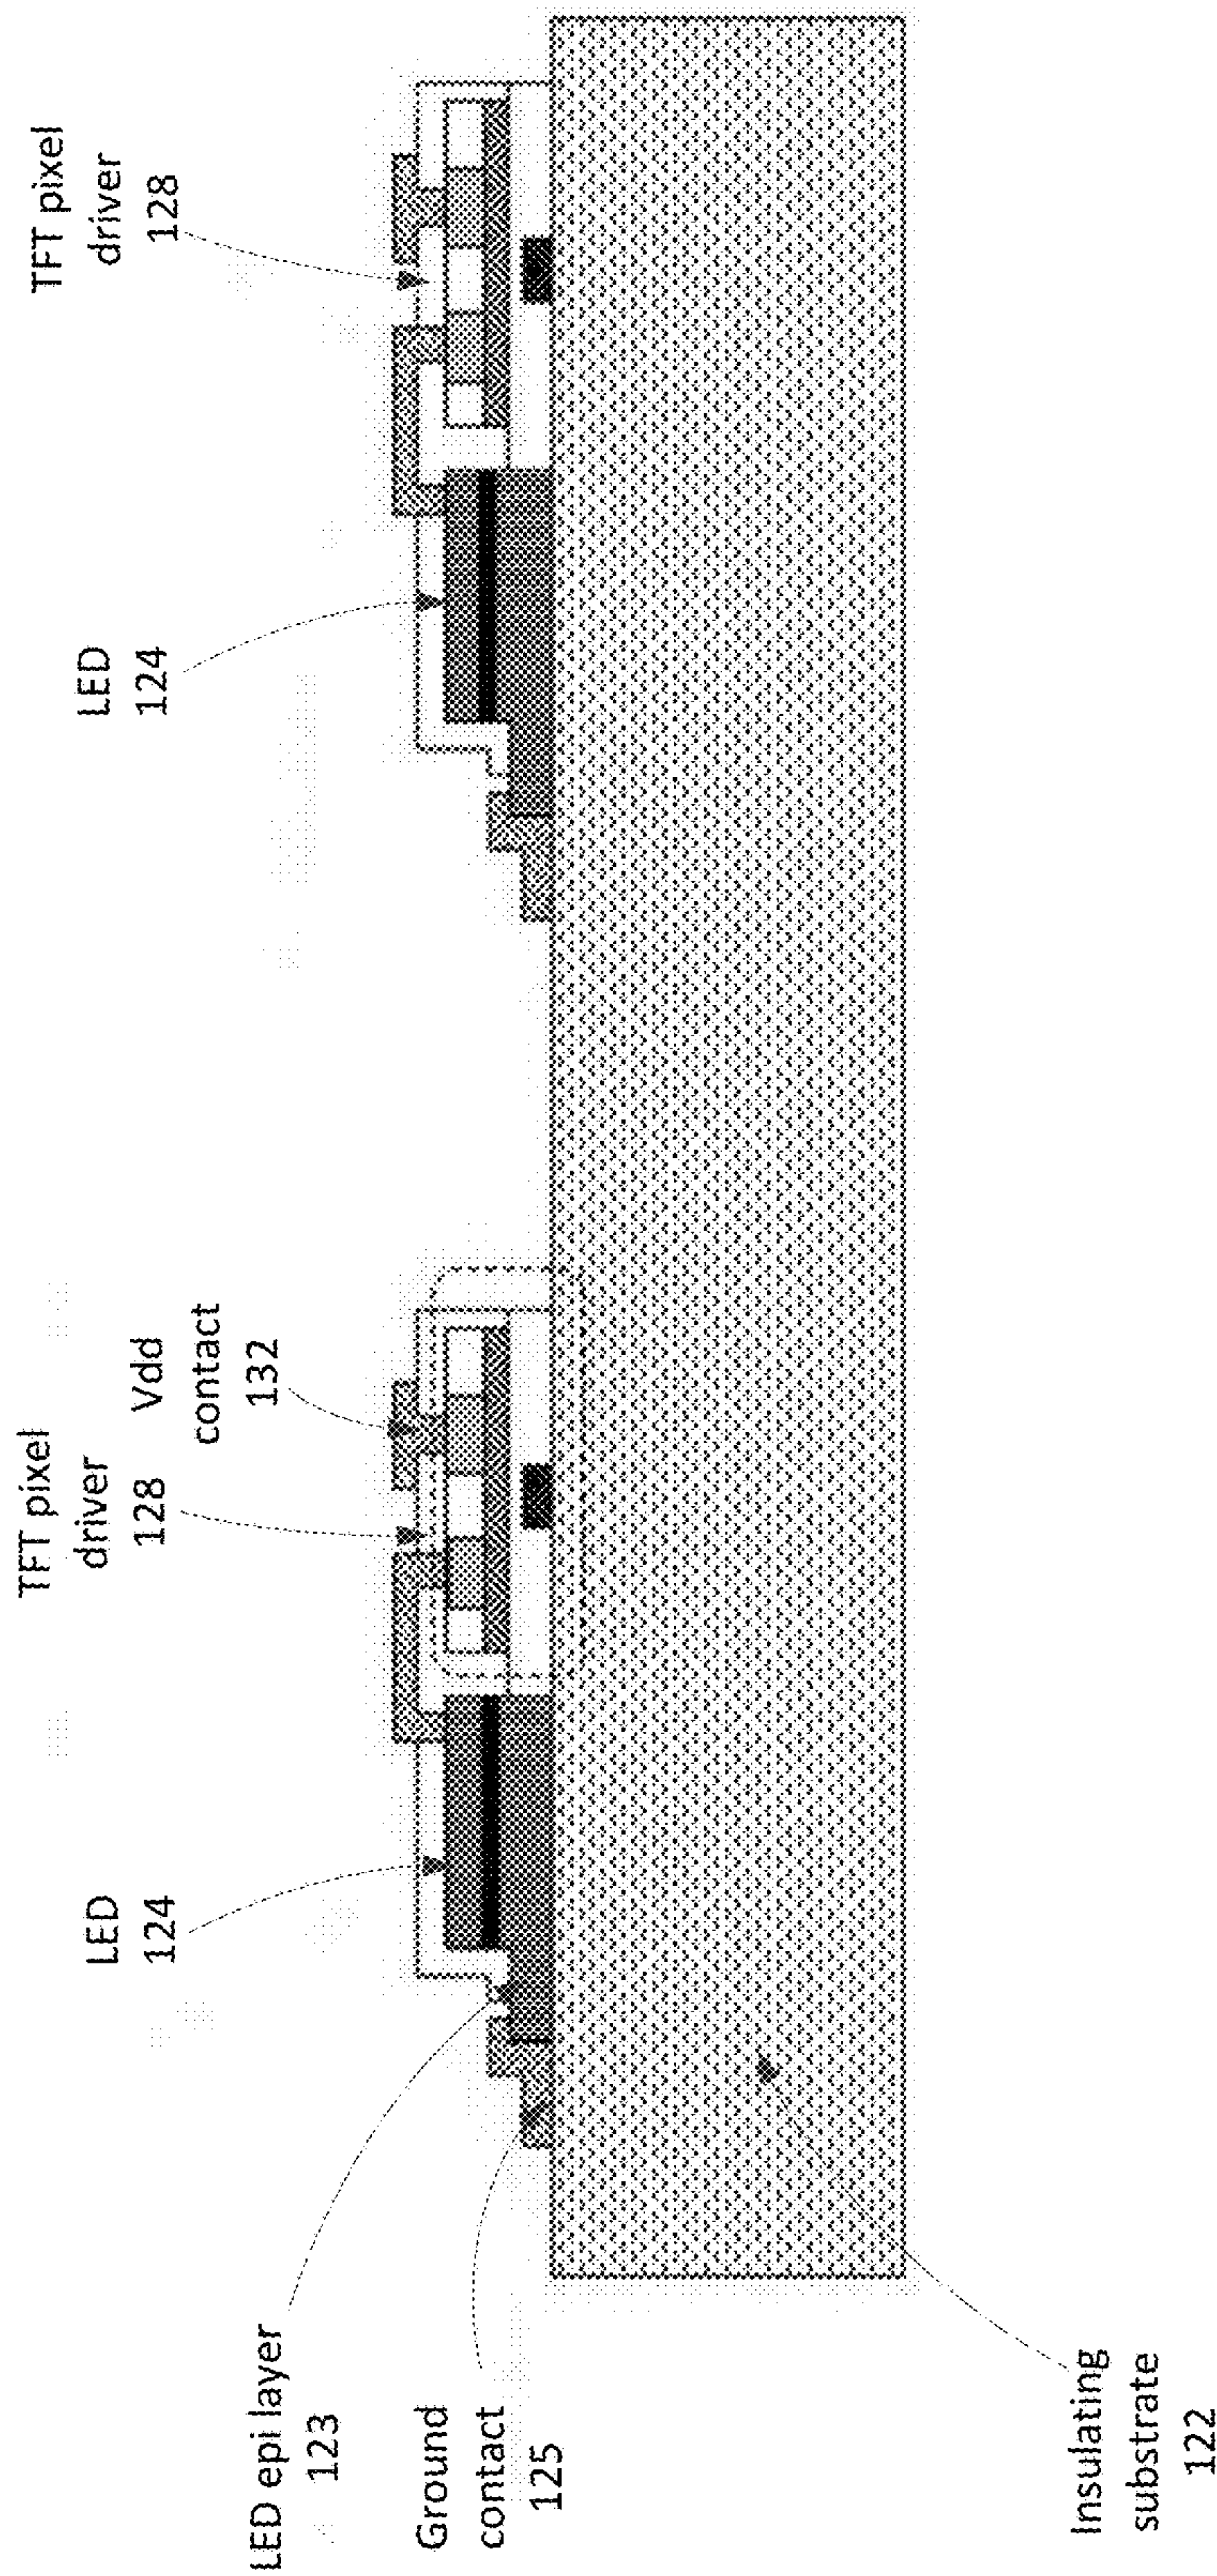 LED epi layer
123
Ground
contact
125
Insulating
substrate
122
LED
124
TFT pixel
driver
128
Vdd
contact
132
LED
124
TFT pixel
driver
128